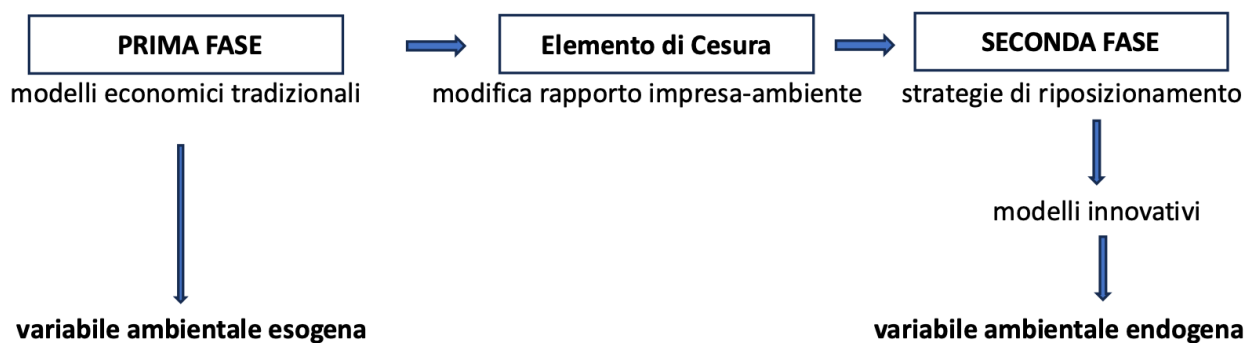 PRIMA FASE
Elemento di Cesura
SECONDA FASE
modelli economici tradizionali
modifica rapporto impresa-ambiente
strategie di riposizionamento
modelli innovativi
variabile ambientale esogena
variabile ambientale endogena